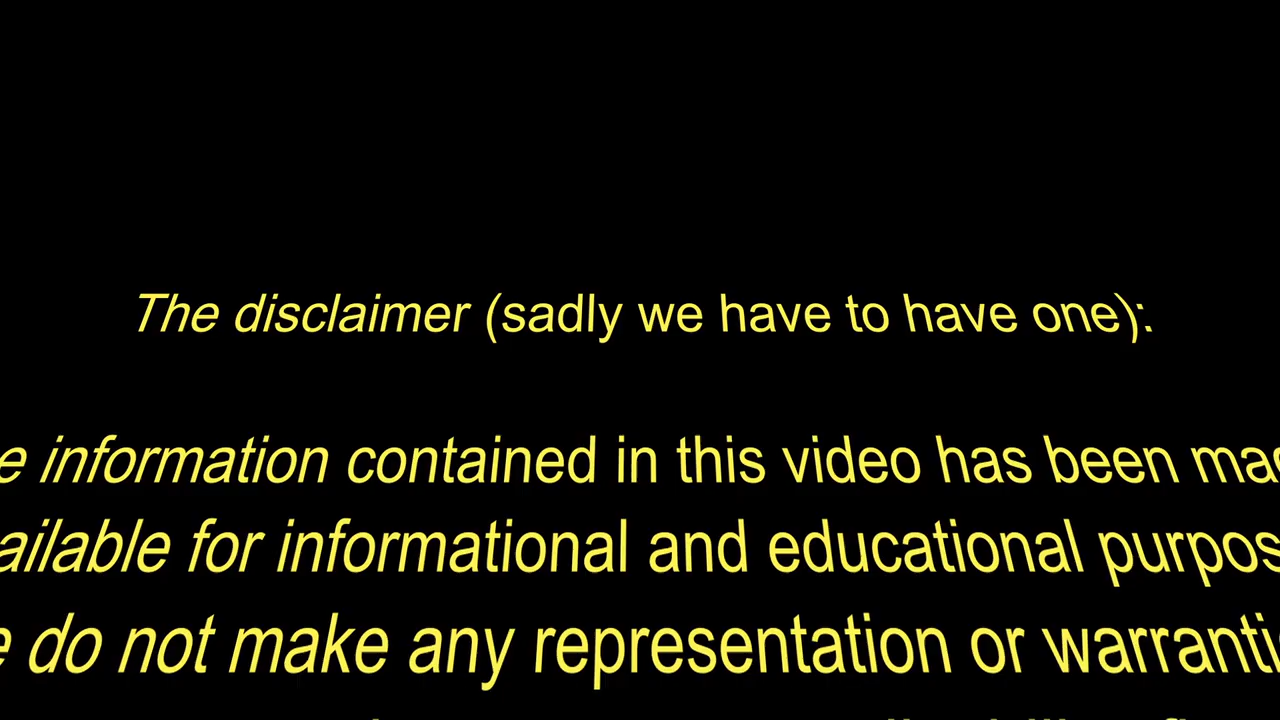 The disclaimer (sadly we have to have one):
e information contained in this video has been mad
ailable for informational and educational purpos
e do not make any representation or warranti